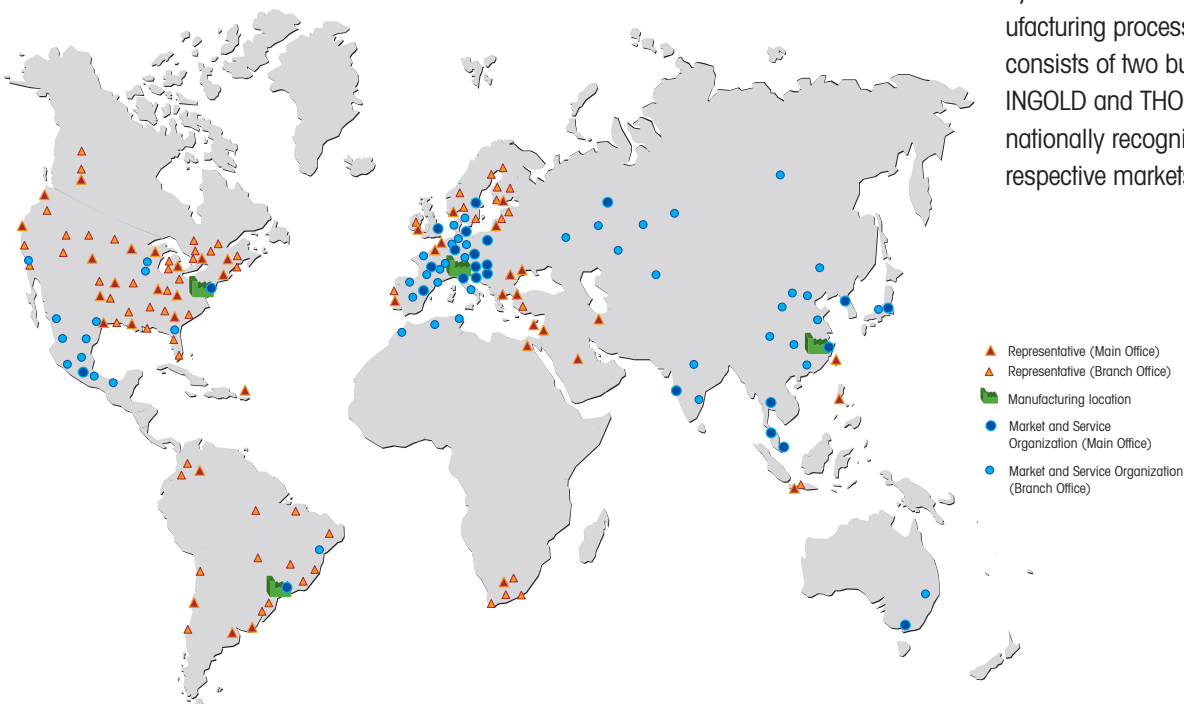 ufacturing process
consists of two bu
INGOLD and THO
nationally recogni
respective markets
Representative (Main Office)
Representative (Branch Office)
Manufacturing location
Market and Service
Organization (Main Office)
Market and Service Organization
(Branch Office)